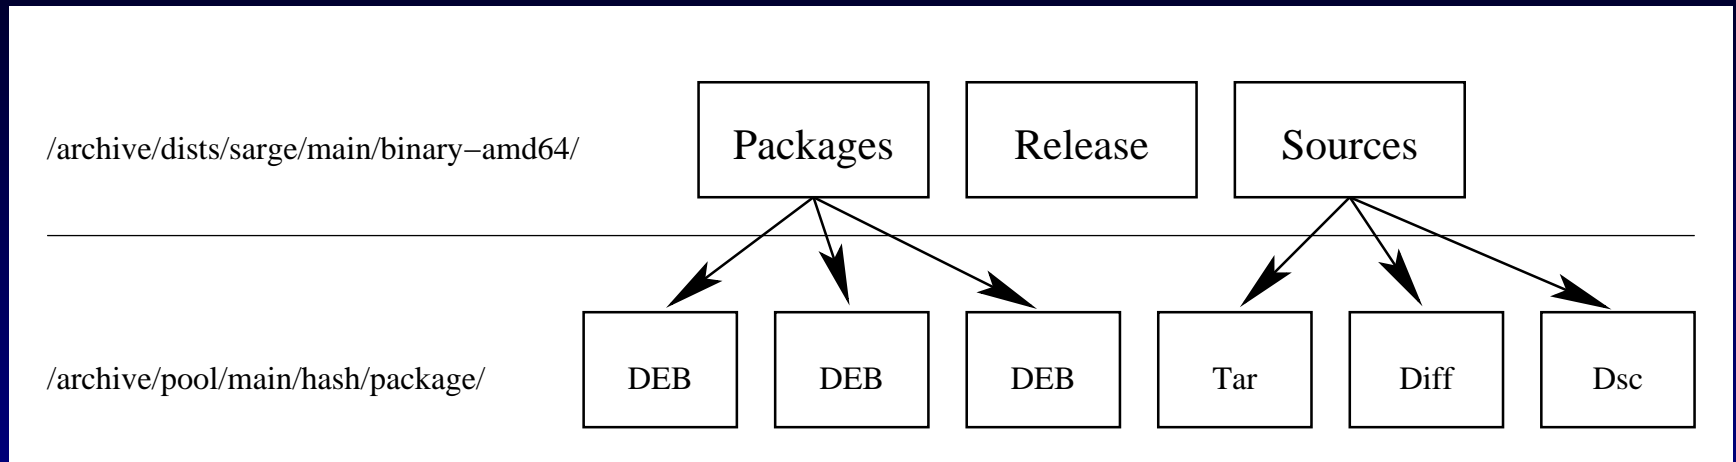 /archive/dists/sarge/main/binary−amd64/ Packages Release Sources
/archive/pool/main/hash/package/ DEB DEB DEB Tar Diff Dsc